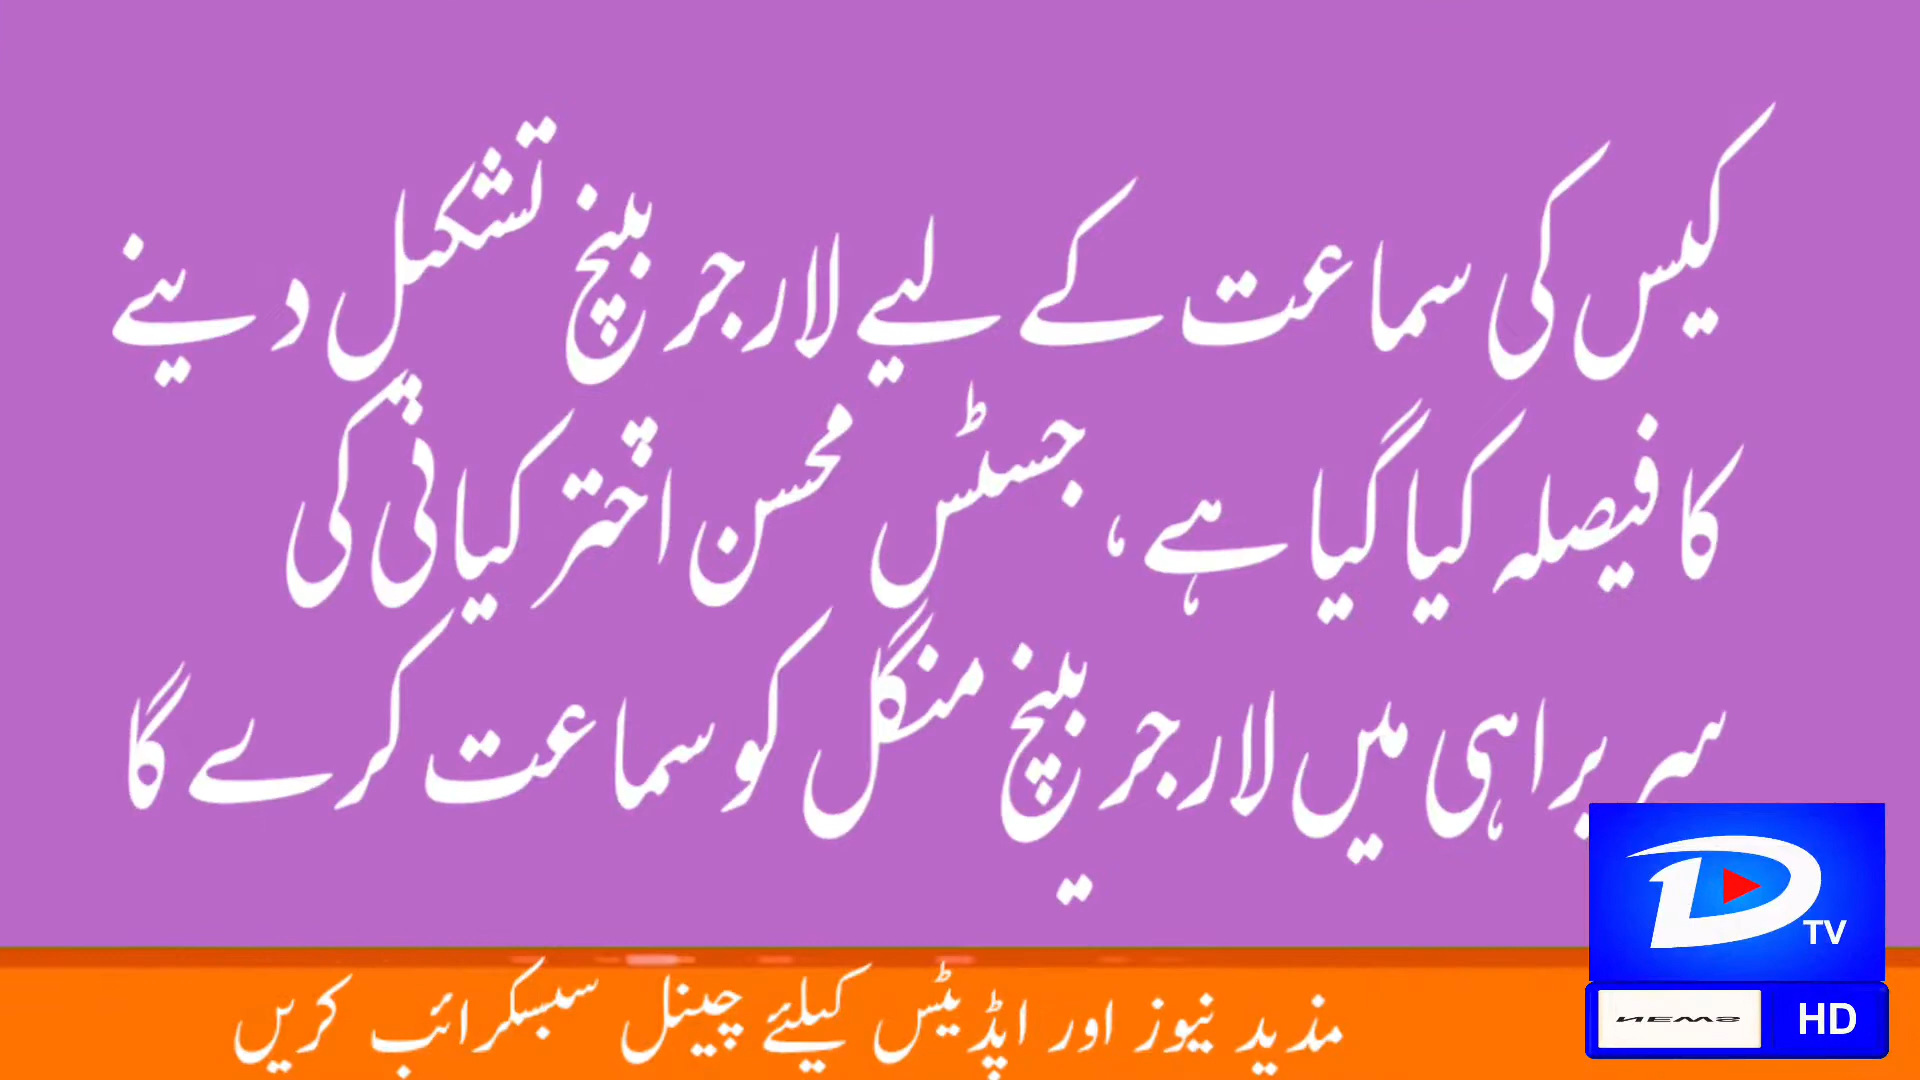 کیس کی سماعت کے لیے لارجر بینچ تشکیل دینے
کا فیصلہ کیا گیا ہے ، جسٹس محسن اختر کیانی کی
سربراہی میں لارجر بینچ منگل کو سماعت کرے گا
D TV
NEWS HD
مذید نیوز اور اپڈیٹس کیلئے چینل سبسکرائب کریں